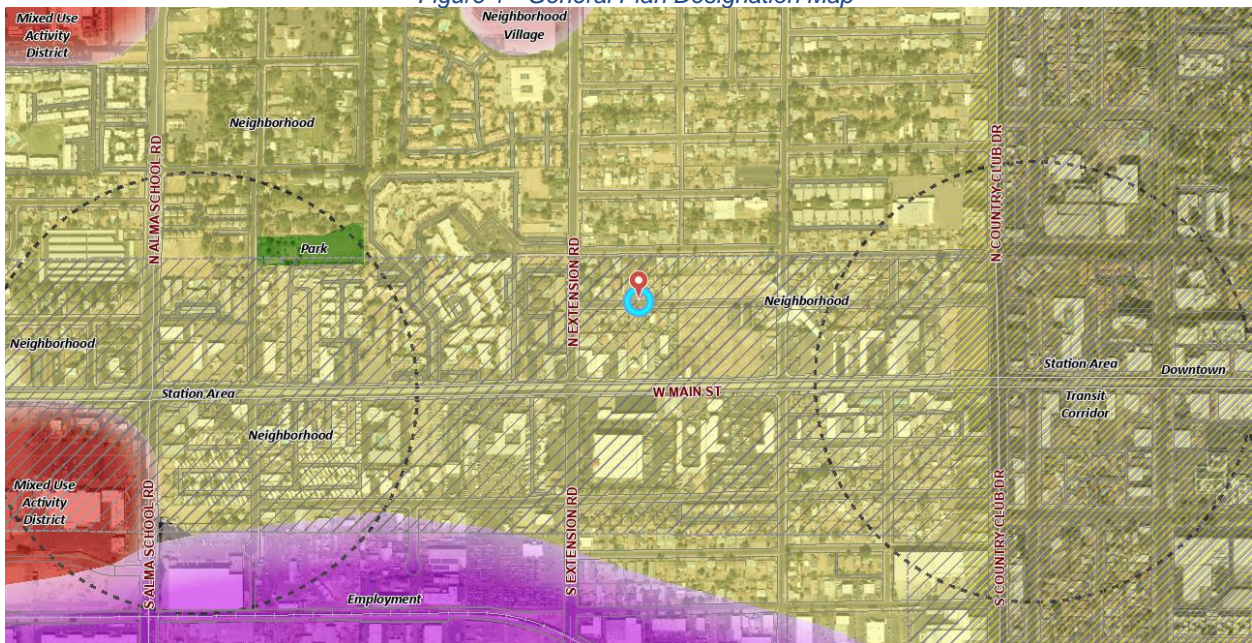 Figure 1 - General Plan Designation Map
Mixed Use
Activity
District
Neighborhood
Village
Neighborhood
N ALMA SCHOOL RD
N EXTENSION RD
N COUNTRY CLUB DR
Park
Neighborhood
Neighborhood
Station Area
W MAIN ST
Station Area
Downtown
Transit
Corridor
Neighborhood
Mixed Use
Activity
District
S ALMA SCHOOL RD
S EXTENSION RD
S COUNTRY CLUB DR
Employment